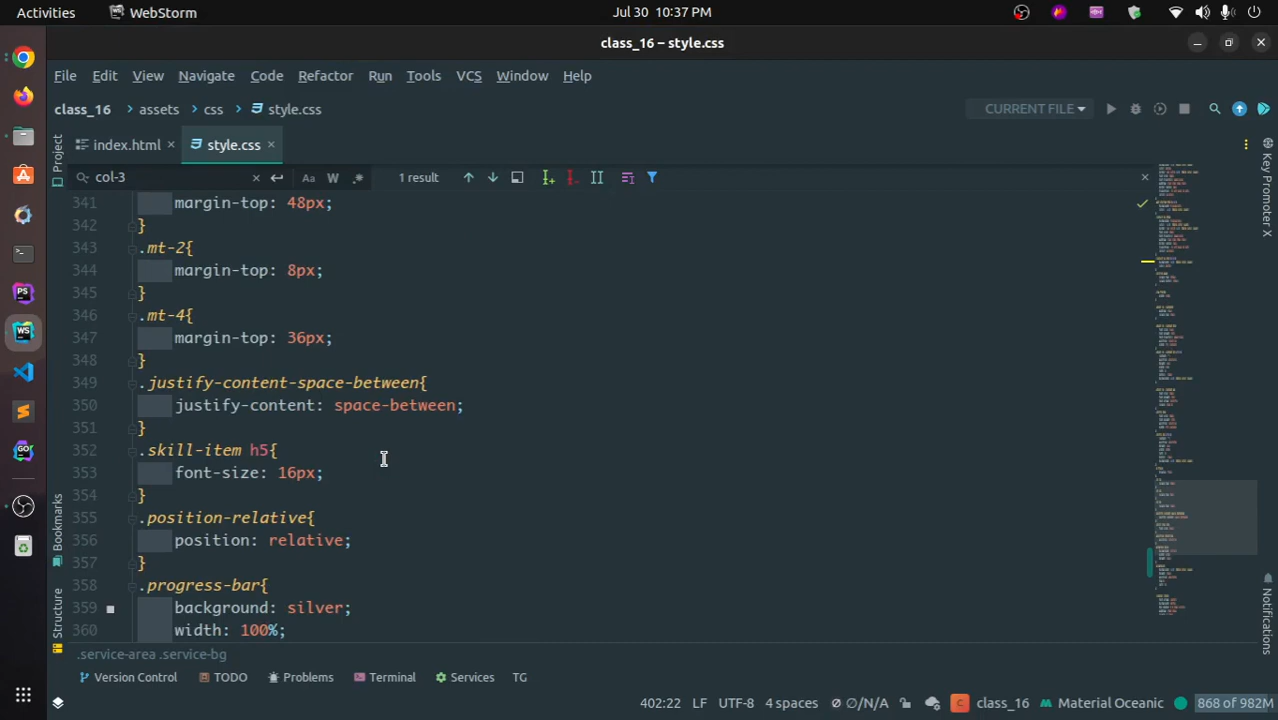 Activities WebStorm Jul 30 10:37 PM
class_16 – style.css
File Edit View Navigate Code Refactor Run Tools VCS Window Help
class_16 assets css style.css CURRENT FILE
index.html style.css
col-3 Aa W .* 1 result
341 margin-top: 48px;
342 }
343 .mt-2{
344 margin-top: 8px;
345 }
346 .mt-4{
347 margin-top: 36px;
348 }
349 .justify-content-space-between{
350 justify-content: space-between;
351 }
352 .skill-item h5{
353 font-size: 16px;
354 }
355 .position-relative{
356 position: relative;
357 }
358 .progress-bar{
359 background: silver;
360 width: 100%;
.service-area .service-bg
Version Control TODO Problems Terminal Services TG
402:22 LF UTF-8 4 spaces ∅/N/A C class_16 Material Oceanic 868 of 982M
Project
Bookmarks
Structure
Key Promoter X
Notifications